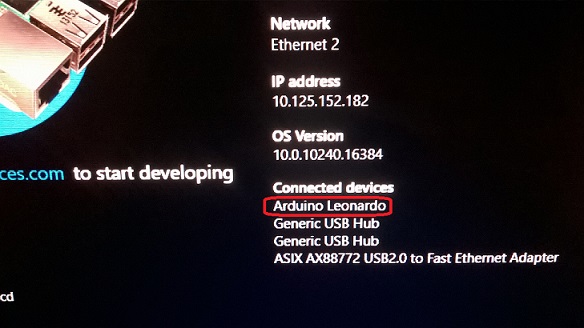 Network
Ethernet 2
IP address
10.125.152.182
OS Version
10.0.10240.16384
ces.com to start developing
Connected devices
Arduino Leonardo
Generic USB Hub
Generic USB Hub
ASIX AX88772 USB2.0 to Fast Ethernet Adapter
cd